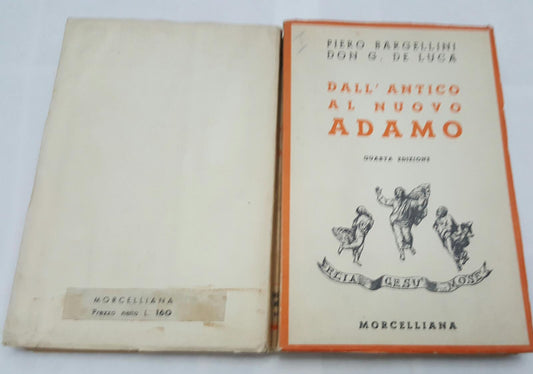 MORCELLIANA
Prezzo netto L. 160
PIERO BARGELLINI
DON G. DE LUCA
DALL' ANTICO
AL NUOVO
ADAMO
QUARTA EDIZIONE
ELIA GESU' MOSE'
MORCELLIANA